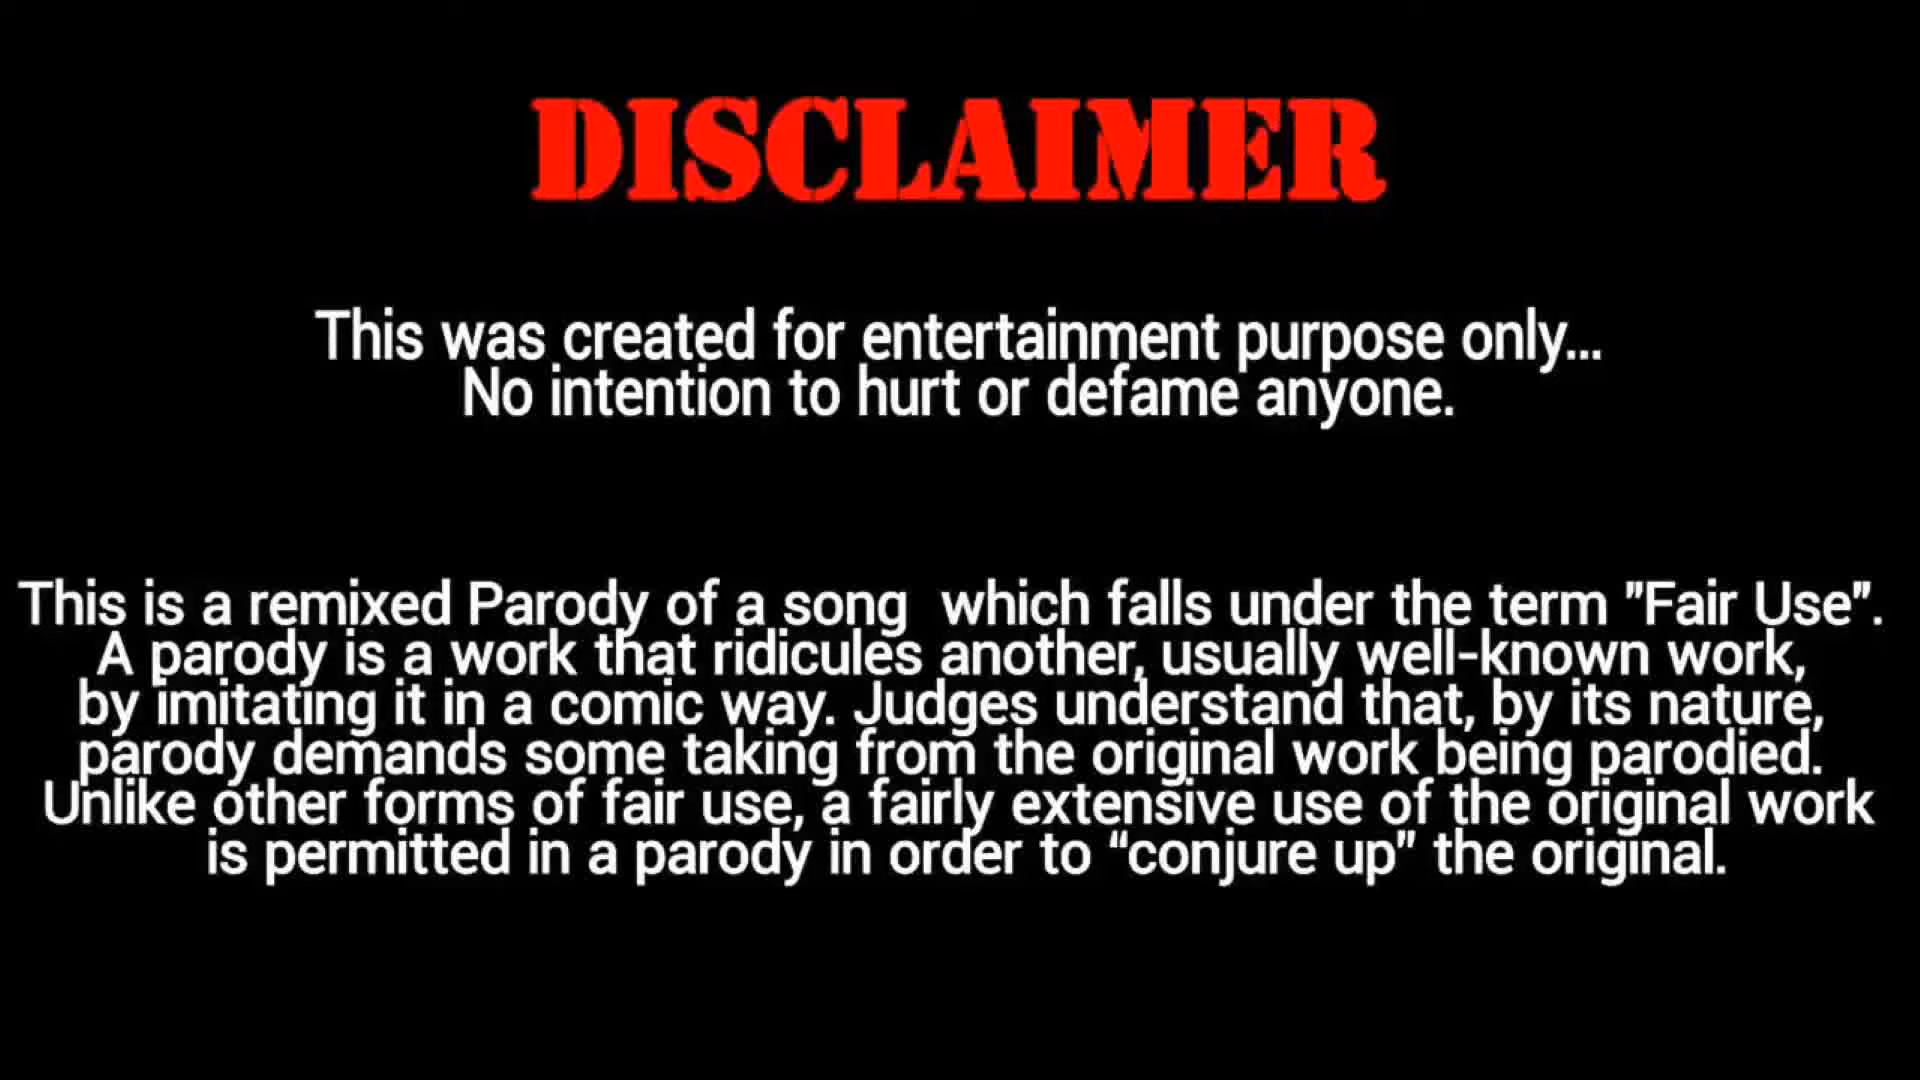 DISCLAIMER
This was created for entertainment purpose only...
No intention to hurt or defame anyone.
This is a remixed Parody of a song  which falls under the term "Fair Use".
A parody is a work that ridicules another, usually well-known work,
by imitating it in a comic way. Judges understand that, by its nature,
parody demands some taking from the original work being parodied.
Unlike other forms of fair use, a fairly extensive use of the original work
is permitted in a parody in order to “conjure up” the original.